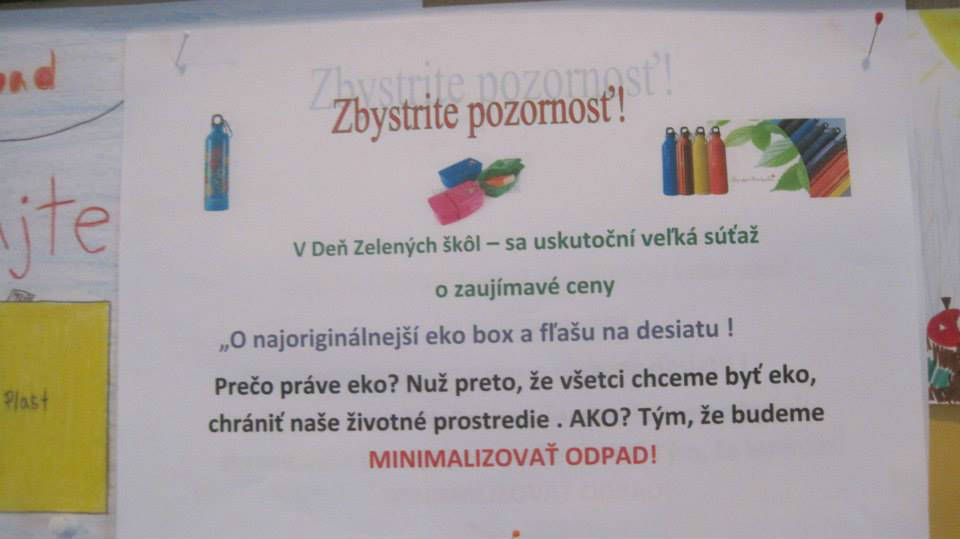 Zbystrite pozornosť!
V Deň Zelených škôl – sa uskutoční veľká súťaž
o zaujímavé ceny
„O najoriginálnejší eko box a fľašu na desiatu !
Prečo práve eko? Nuž preto, že všetci chceme byť eko,
chrániť naše životné prostredie . AKO? Tým, že budeme
MINIMALIZOVAŤ ODPAD!
Plast